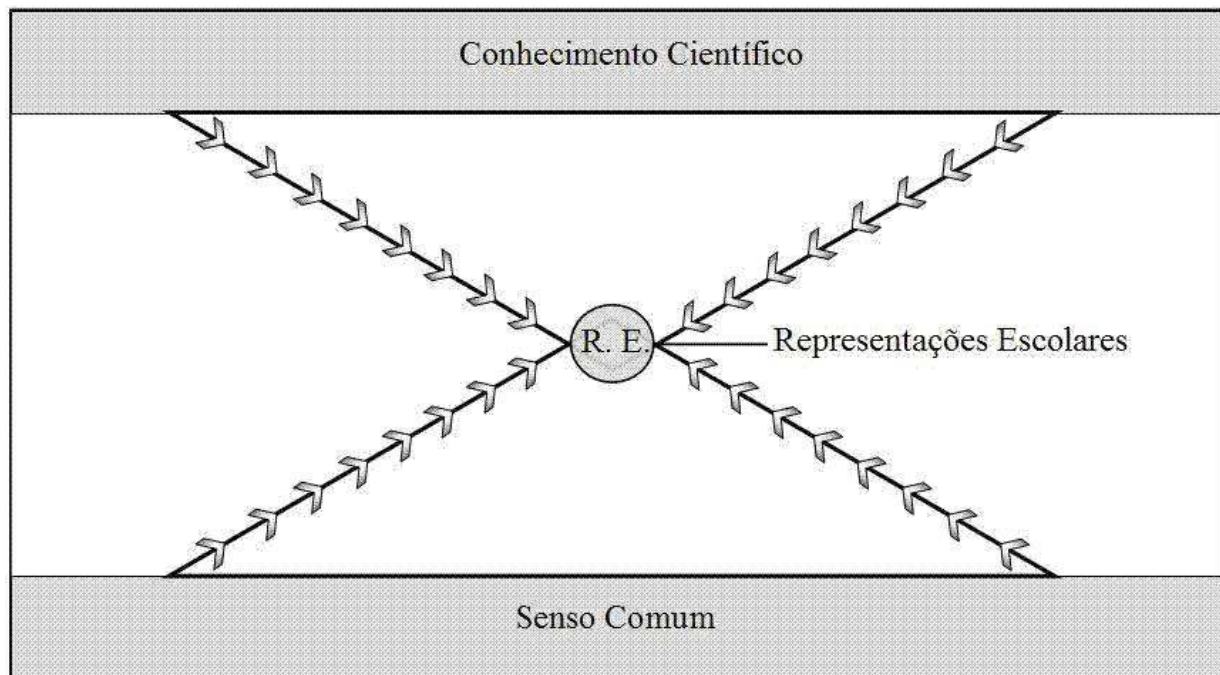 Conhecimento Científico
R. E.
Representações Escolares
Senso Comum